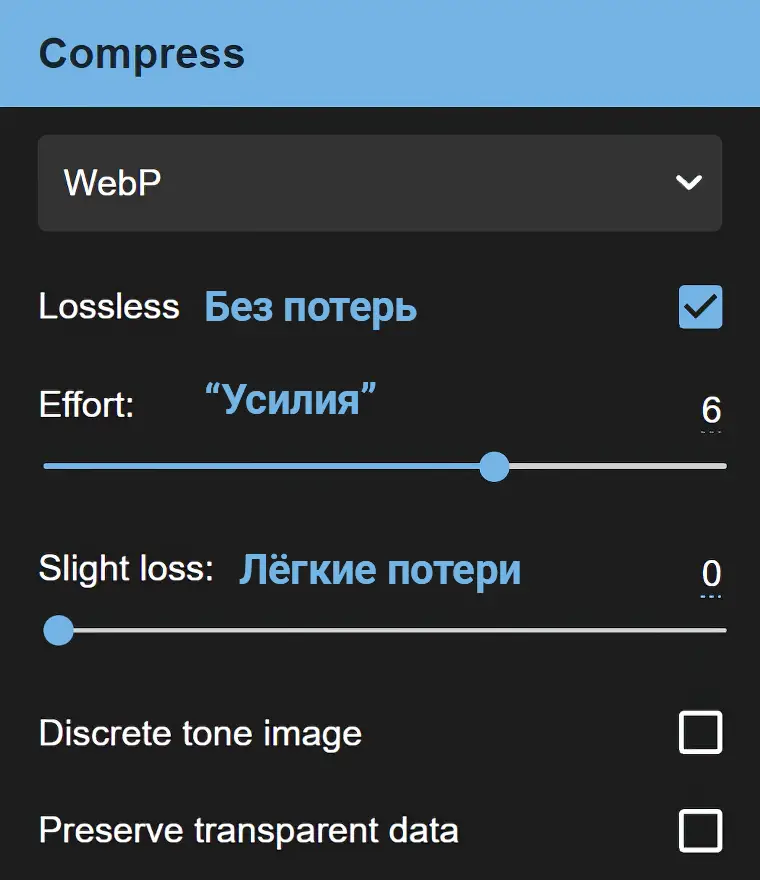 Compress
WebP
Lossless Без потерь
Effort: “Усилия”
6
Slight loss: Лёгкие потери
0
Discrete tone image
Preserve transparent data